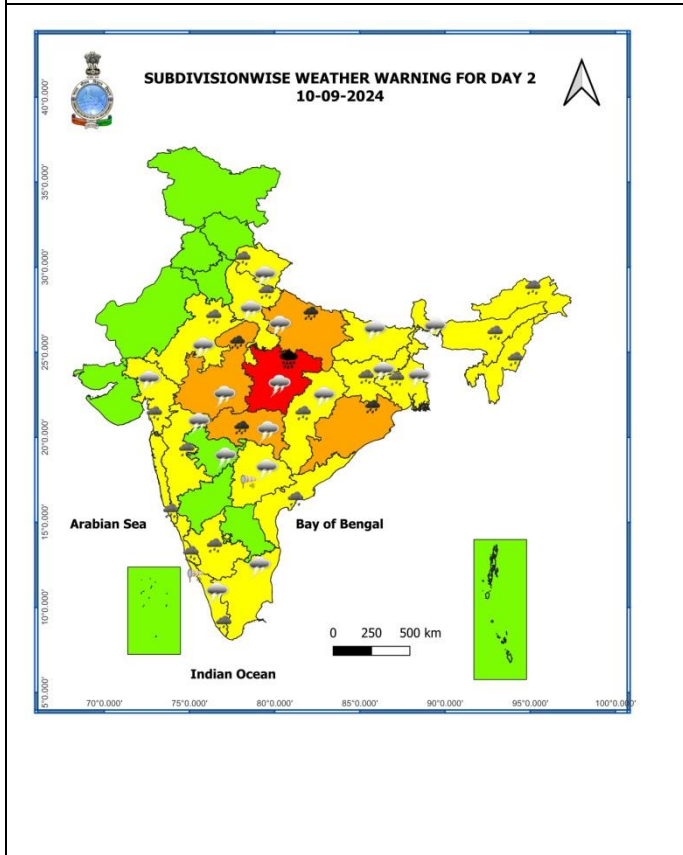 SUBDIVISIONWISE WEATHER WARNING FOR DAY 2
10-09-2024
40°0.000'
35°0.000'
30°0.000'
25°0.000'
20°0.000'
15°0.000'
10°0.000'
5°0.000'
Arabian Sea
Bay of Bengal
0 250 500 km
Indian Ocean
70°0.000' 75°0.000' 80°0.000' 85°0.000' 90°0.000' 95°0.000' 100°0.000'